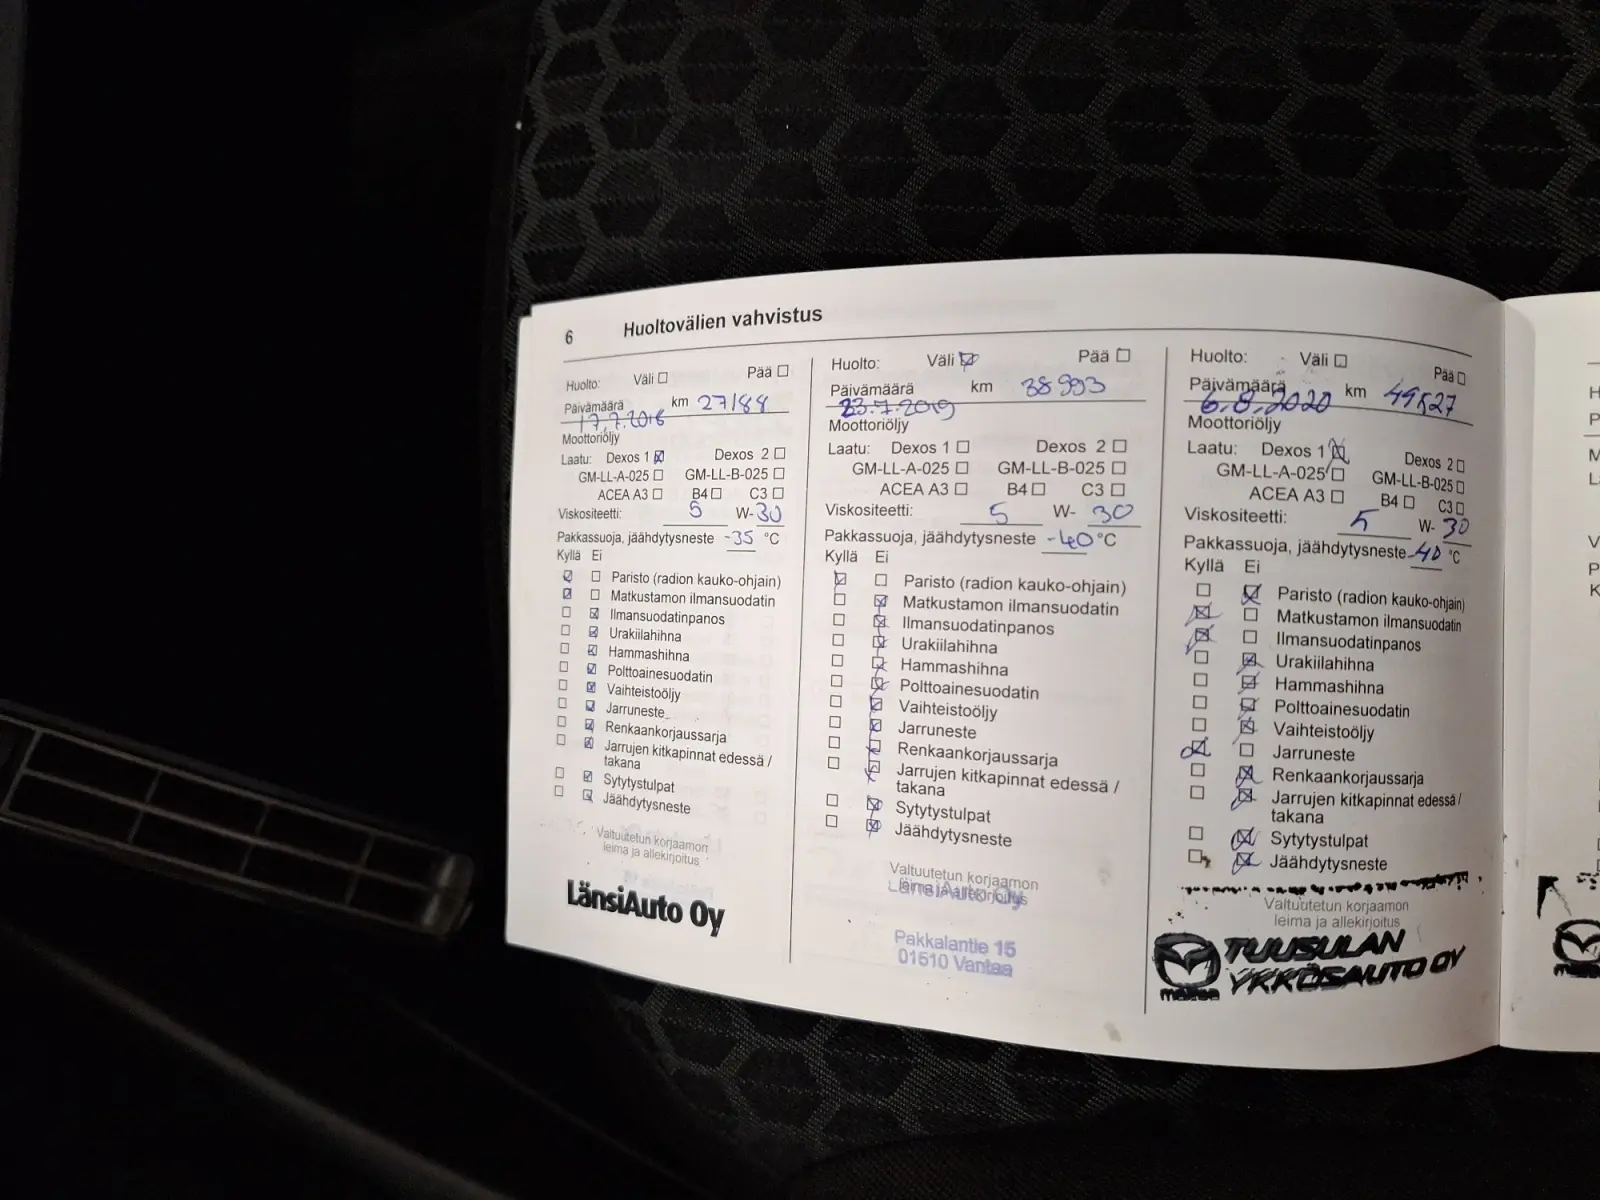 6 Huoltovälien vahvistus
Huolto: Väli ☐ Pää ☐
Päivämäärä km 27188
17.7.2018
Moottoriöljy
Laatu: Dexos 1 ☒ Dexos 2 ☐
GM-LL-A-025 ☐ GM-LL-B-025 ☐
ACEA A3 ☐ B4 ☐ C3 ☐
Viskositeetti: 5 W- 30
Pakkassuoja, jäähdytysneste -35 °C
Kyllä Ei
☒ ☐ Paristo (radion kauko-ohjain)
☒ ☐ Matkustamon ilmansuodatin
☐ ☒ Ilmansuodatinpanos
☐ ☒ Urakiilahihna
☐ ☒ Hammashihna
☐ ☒ Polttoainesuodatin
☐ ☒ Vaihteistoöljy
☐ ☒ Jarruneste
☐ ☒ Renkaankorjaussarja
☐ ☒ Jarrujen kitkapinnat edessä /
takana
☐ ☒ Sytytystulpat
☐ ☒ Jäähdytysneste
Valtuutetun korjaamon
leima ja allekirjoitus
LänsiAuto Oy
Huolto: Väli ☒ Pää ☐
Päivämäärä km 38993
23.7.2019
Moottoriöljy
Laatu: Dexos 1 ☐ Dexos 2 ☐
GM-LL-A-025 ☐ GM-LL-B-025 ☐
ACEA A3 ☐ B4 ☐ C3 ☐
Viskositeetti: 5 W- 30
Pakkassuoja, jäähdytysneste -40 °C
Kyllä Ei
☒ ☐ Paristo (radion kauko-ohjain)
☐ ☒ Matkustamon ilmansuodatin
☐ ☒ Ilmansuodatinpanos
☐ ☒ Urakiilahihna
☐ ☒ Hammashihna
☐ ☒ Polttoainesuodatin
☐ ☒ Vaihteistoöljy
☐ ☒ Jarruneste
☐ ☒ Renkaankorjaussarja
☐ ☒ Jarrujen kitkapinnat edessä /
takana
☐ ☒ Sytytystulpat
☐ ☒ Jäähdytysneste
Valtuutetun korjaamon
leima ja allekirjoitus
LänsiAuto Oy
Pakkalantie 15
01510 Vantaa
Huolto: Väli ☐ Pää ☐
Päivämäärä km
6.8.2020
Moottoriöljy
Laatu: Dexos 1 ☒ Dexos 2 ☐
GM-LL-A-025 ☐ GM-LL-B-025 ☐
ACEA A3 ☐ B4 ☐ C3 ☐
Viskositeetti: 5 W- 30
Pakkassuoja, jäähdytysneste -40 °C
Kyllä Ei
☐ ☒ Paristo (radion kauko-ohjain)
☒ ☐ Matkustamon ilmansuodatin
☒ ☐ Ilmansuodatinpanos
☐ ☒ Urakiilahihna
☐ ☒ Hammashihna
☐ ☒ Polttoainesuodatin
☐ ☒ Vaihteistoöljy
☒ ☐ Jarruneste
☐ ☒ Renkaankorjaussarja
☐ ☒ Jarrujen kitkapinnat edessä /
takana
☐ ☒ Sytytystulpat
☐ ☒ Jäähdytysneste
Valtuutetun korjaamon
leima ja allekirjoitus
mazda TUUSULAN
YKKÖSAUTO OY